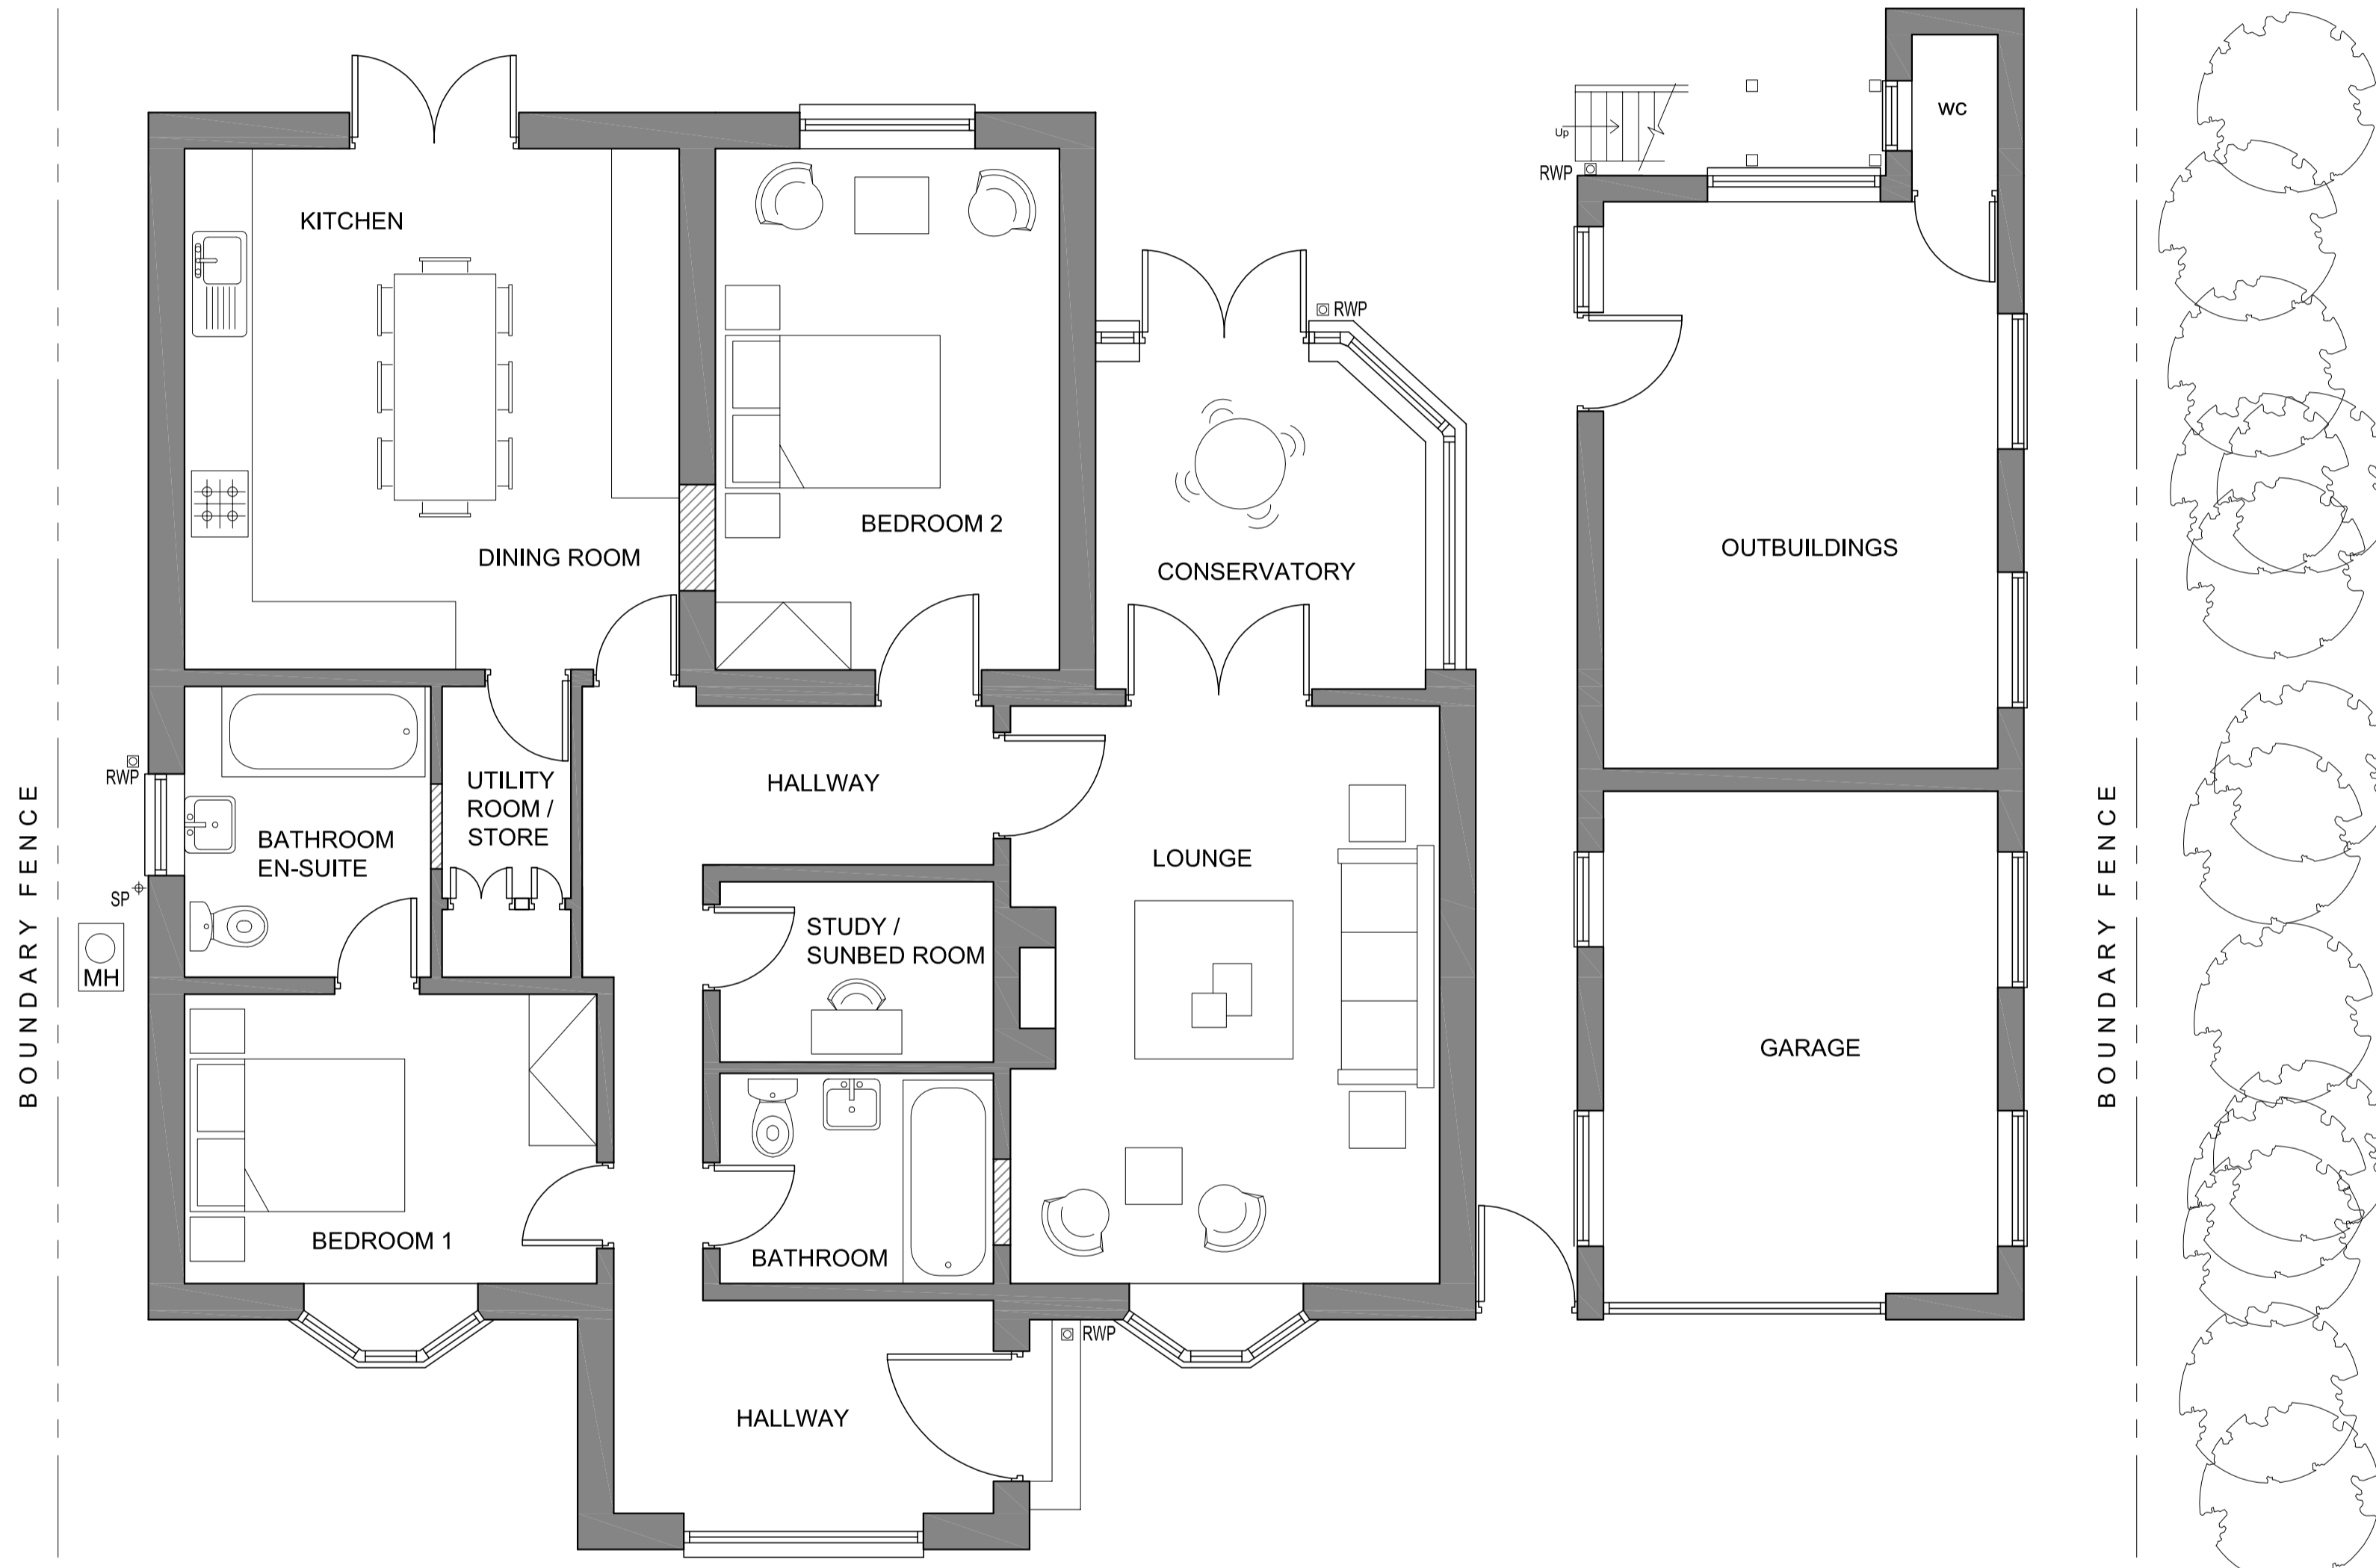 WC
Up
RWP
KITCHEN
RWP
BEDROOM 2
DINING ROOM
CONSERVATORY
OUTBUILDINGS
RWP
UTILITY
ROOM /
STORE
HALLWAY
BATHROOM
EN-SUITE
LOUNGE
SP
STUDY /
SUNBED ROOM
MH
BOUNDARY FENCE
BOUNDARY FENCE
GARAGE
BEDROOM 1
BATHROOM
RWP
HALLWAY